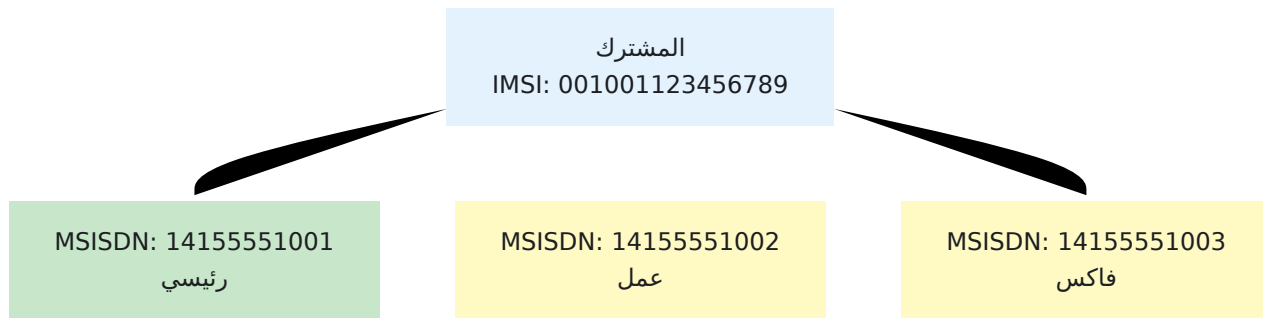 المشترك
IMSI: 001001123456789
MSISDN: 14155551001
رئيسي
MSISDN: 14155551002
عمل
MSISDN: 14155551003
فاكس